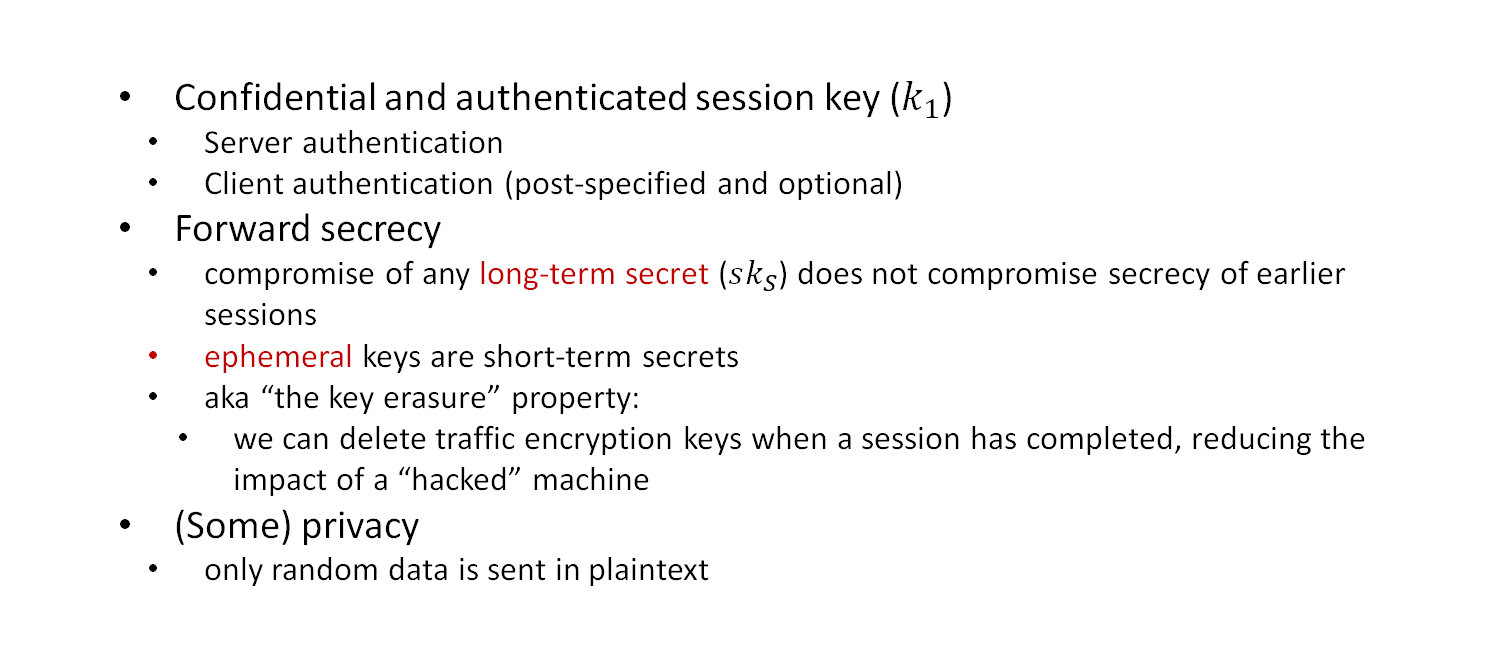 • Confidential and authenticated session key (k₁)
• Server authentication
• Client authentication (post-specified and optional)
• Forward secrecy
• compromise of any long-term secret (skₛ) does not compromise secrecy of earlier
sessions
• ephemeral keys are short-term secrets
• aka “the key erasure” property:
• we can delete traffic encryption keys when a session has completed, reducing the
impact of a “hacked” machine
• (Some) privacy
• only random data is sent in plaintext